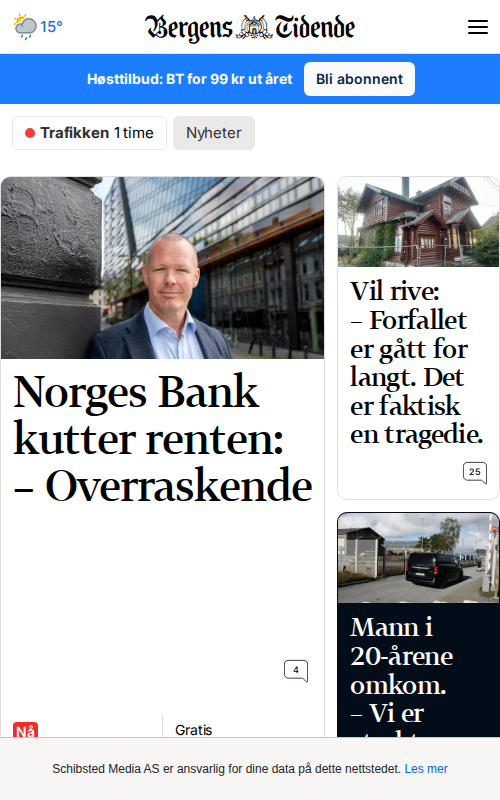 15°
Bergens Tidende
Høsttilbud: BT for 99 kr ut året
Bli abonnent
Trafikken 1 time
Nyheter
Norges Bank
kutter renten:
– Overraskende
4
Nå
Gratis
Vil rive:
– Forfallet
er gått for
langt. Det
er faktisk
en tragedie.
25
Mann i
20-årene
omkom.
– Vi er
Schibsted Media AS er ansvarlig for dine data på dette nettstedet. Les mer